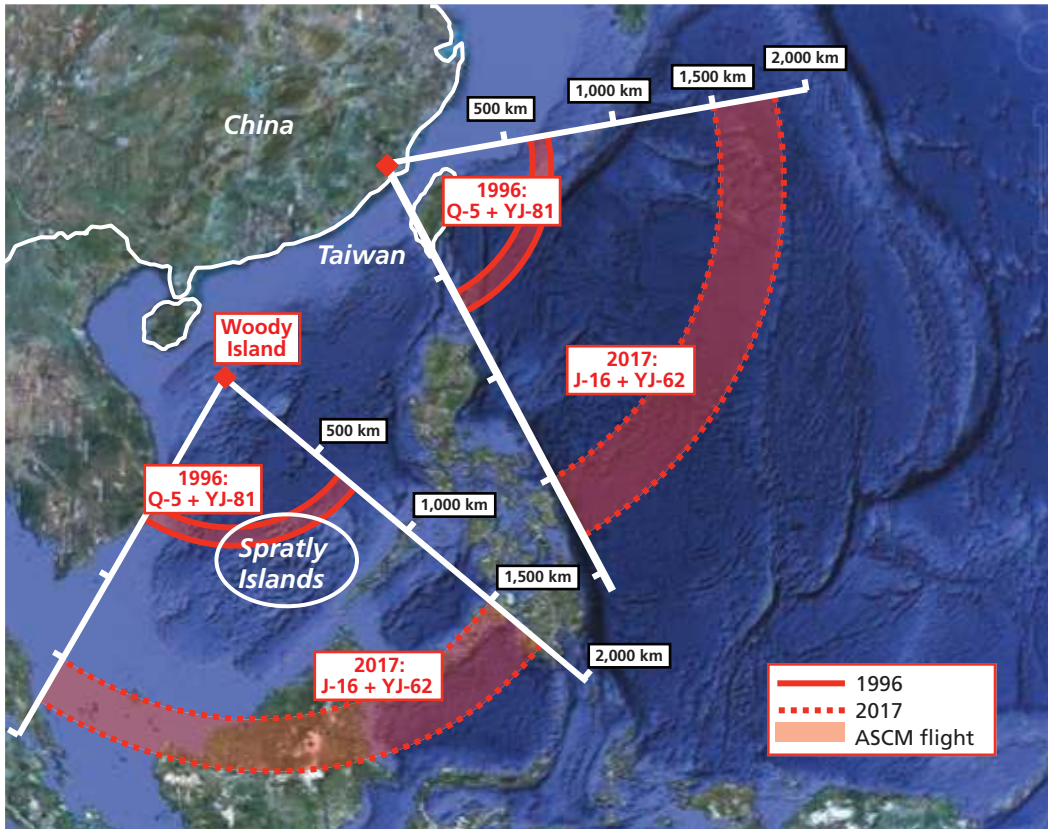 2,000 km
1,500 km
1,000 km
500 km
China
1996:
Q-5 + YJ-81
Taiwan
Woody
Island
2017:
J-16 + YJ-62
500 km
1996:
Q-5 + YJ-81
1,000 km
Spratly
Islands
1,500 km
2017:
J-16 + YJ-62
2,000 km
1996
2017
ASCM flight